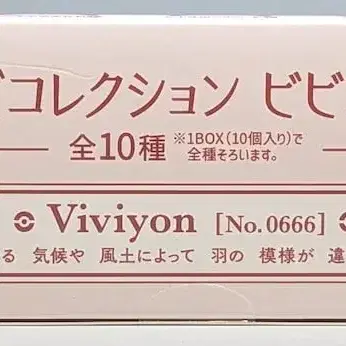 コレクション ビビ
全10種 ※1BOX(10個入り)で
全種そろいます。
Viviyon [No.0666]
る 気候や 風土によって 羽の 模様が 違